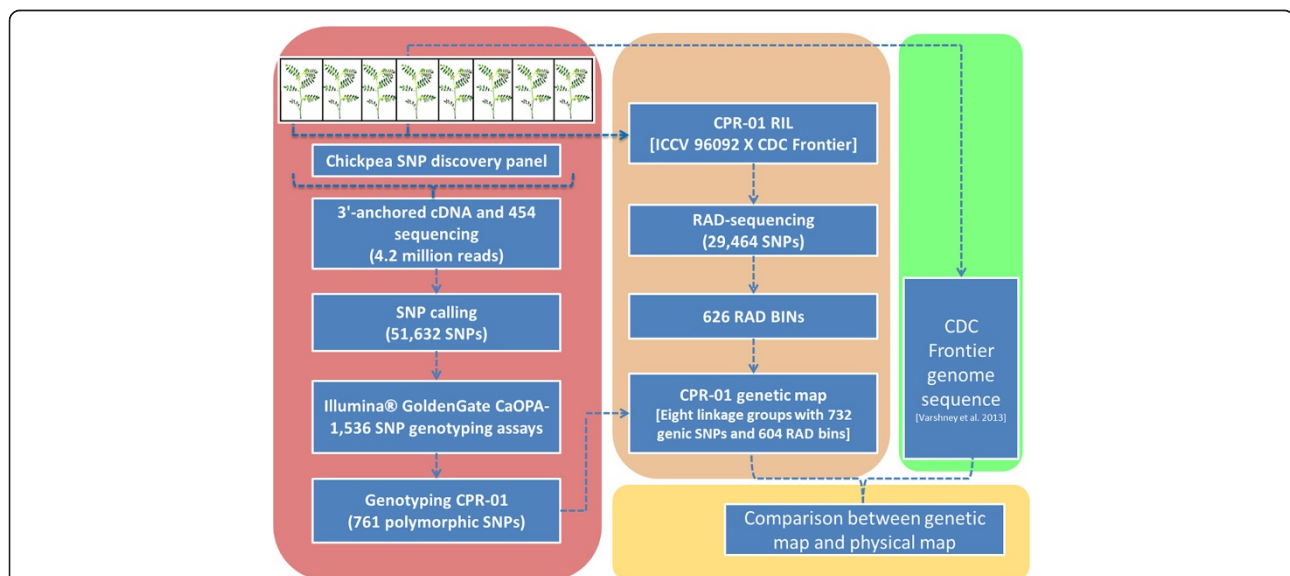 Chickpea SNP discovery panel
3'-anchored cDNA and 454
sequencing
(4.2 million reads)
SNP calling
(51,632 SNPs)
Illumina® GoldenGate CaOPA-
1,536 SNP genotyping assays
Genotyping CPR-01
(761 polymorphic SNPs)
CPR-01 RIL
[ICCV 96092 X CDC Frontier]
RAD-sequencing
(29,464 SNPs)
626 RAD BINs
CPR-01 genetic map
[Eight linkage groups with 732
genic SNPs and 604 RAD bins]
CDC
Frontier
genome
sequence
[Varshney et al. 2013]
Comparison between genetic
map and physical map